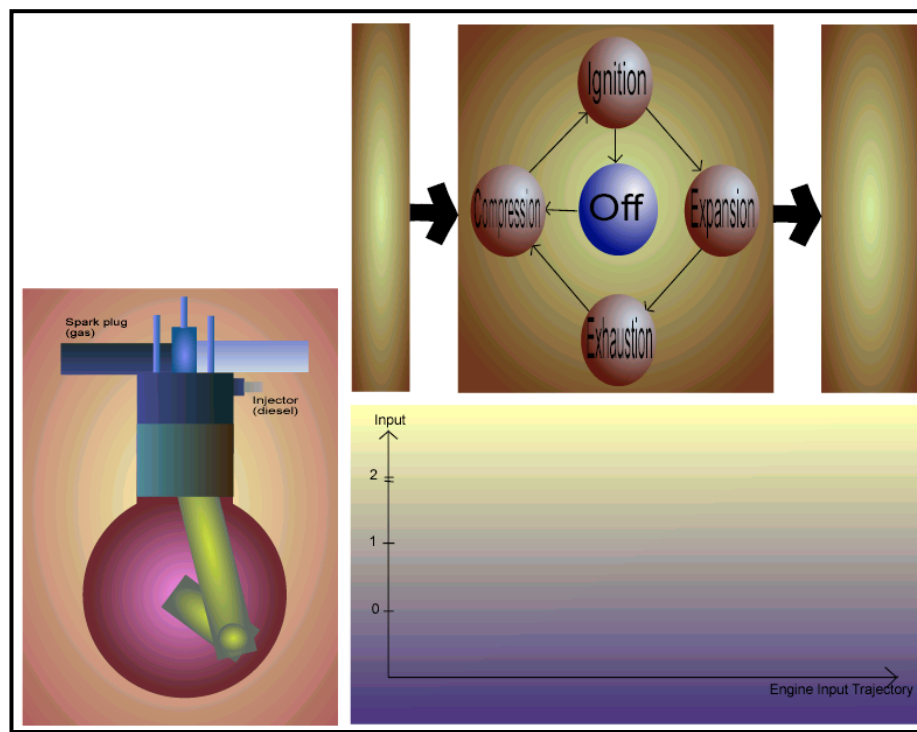 Ignition
Compression
Off
Expansion
Exhaustion
Spark plug
(gas)
Injector
(diesel)
Input
2
1
0
Engine Input Trajectory